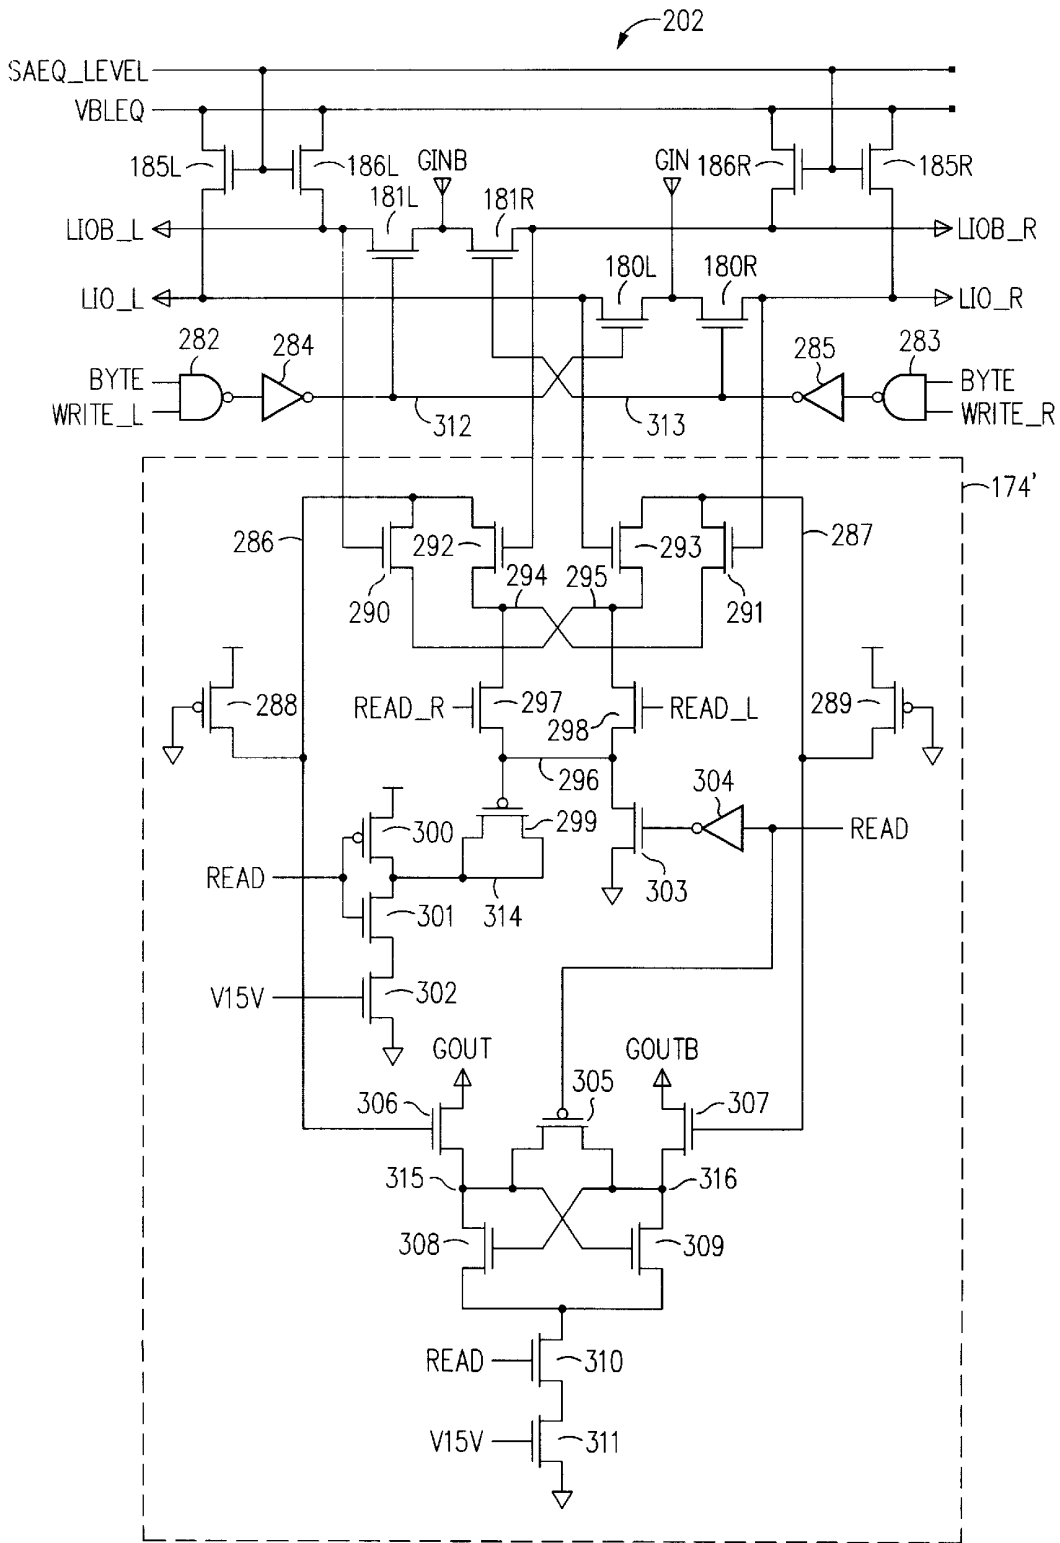 202
SAEQ_LEVEL
VBLEQ
185L
186L
GINB
GIN
186R
185R
181L
181R
LIOB_L
LIOB_R
180L
180R
LIO_L
LIO_R
282
284
285
283
BYTE
BYTE
WRITE_L
312
313
WRITE_R
174'
286
292
293
287
294
295
290
291
288
READ_R
297
298
READ_L
289
296
304
300
299
READ
READ
301
314
303
V15V
302
GOUT
GOUTB
306
305
307
315
316
308
309
READ
310
V15V
311